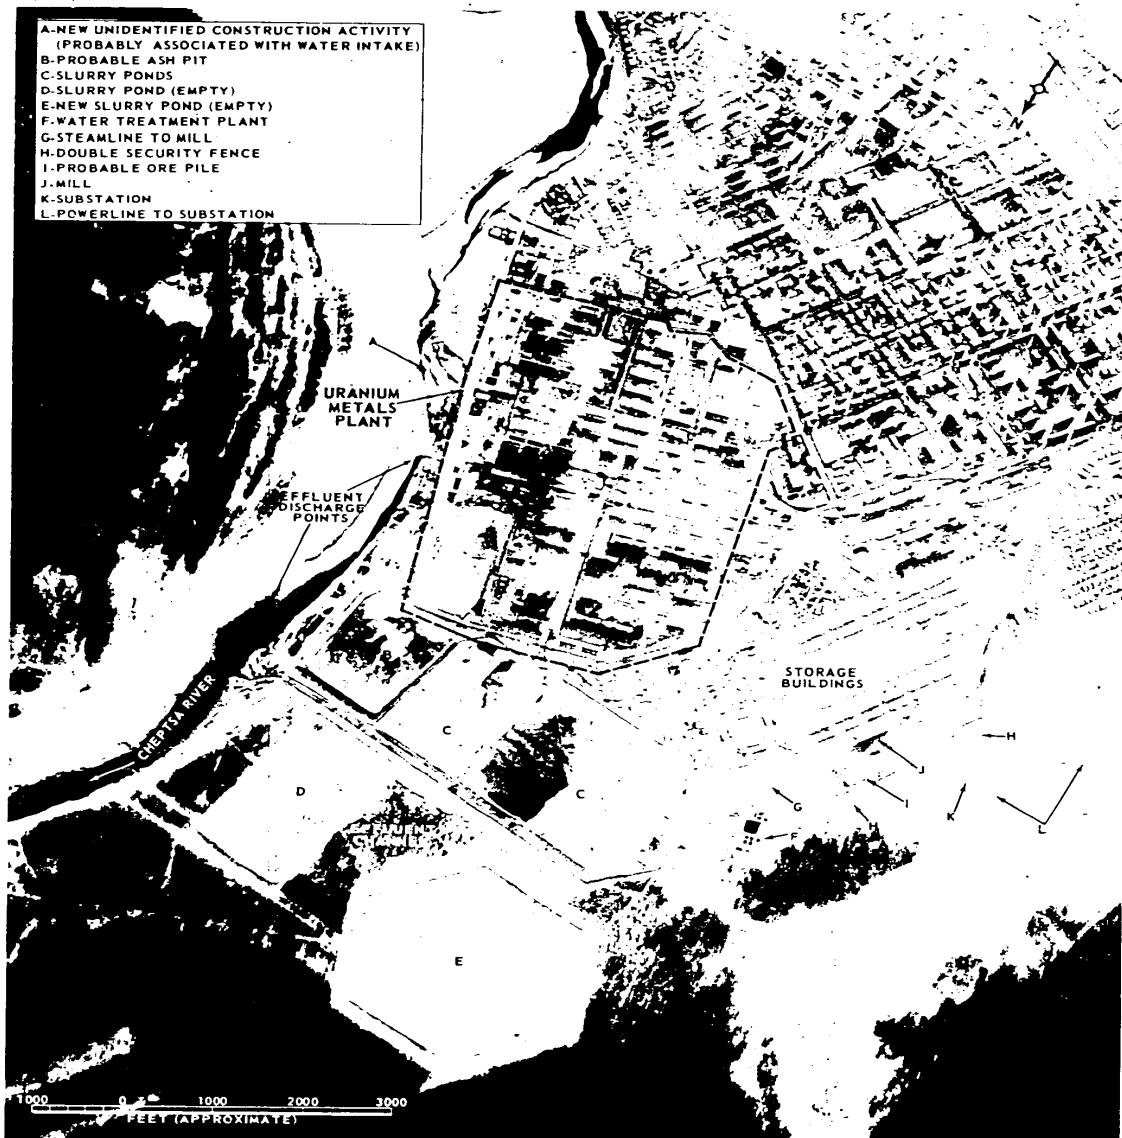 A-NEW UNIDENTIFIED CONSTRUCTION ACTIVITY
(PROBABLY ASSOCIATED WITH WATER INTAKE)
B-PROBABLE ASH PIT
C-SLURRY PONDS
D-SLURRY POND (EMPTY)
E-NEW SLURRY POND (EMPTY)
F-WATER TREATMENT PLANT
G-STEAMLINE TO MILL
H-DOUBLE SECURITY FENCE
I-PROBABLE ORE PILE
J-MILL
K-SUBSTATION
L-POWERLINE TO SUBSTATION
N
A
URANIUM
METALS
PLANT
EFFLUENT
DISCHARGE
POINTS
B
STORAGE
BUILDINGS
CHEPTSA RIVER
C
H
J
D
C
G
I
K
L
EFFLUENT
F
E
1000 0 1000 2000 3000
FEET (APPROXIMATE)